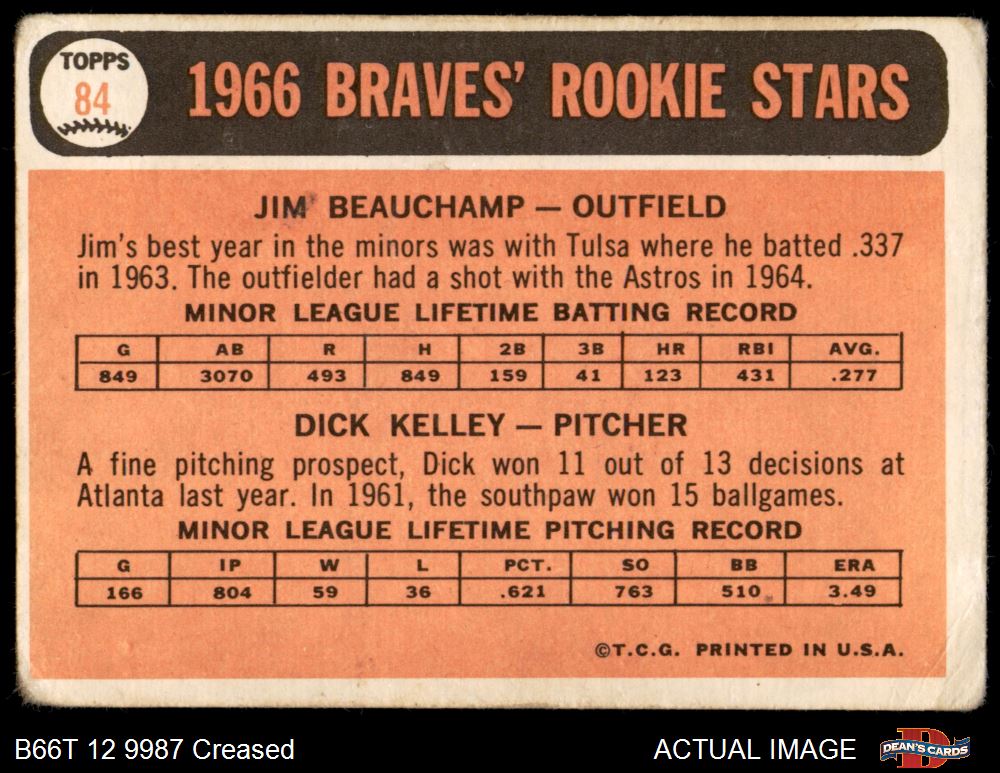 TOPPS
84
1966 BRAVES' ROOKIE STARS
JIM BEAUCHAMP — OUTFIELD
Jim's best year in the minors was with Tulsa where he batted .337
in 1963. The outfielder had a shot with the Astros in 1964.
MINOR LEAGUE LIFETIME BATTING RECORD
G AB R H 2B 3B HR RBI AVG.
849 3070 493 849 159 41 123 431 .277
DICK KELLEY — PITCHER
A fine pitching prospect, Dick won 11 out of 13 decisions at
Atlanta last year. In 1961, the southpaw won 15 ballgames.
MINOR LEAGUE LIFETIME PITCHING RECORD
G IP W L PCT. SO BB ERA
166 804 59 36 .621 763 510 3.49
©T.C.G. PRINTED IN U.S.A.
B66T 12 9987 Creased
ACTUAL IMAGE
D
DEAN'S CARDS